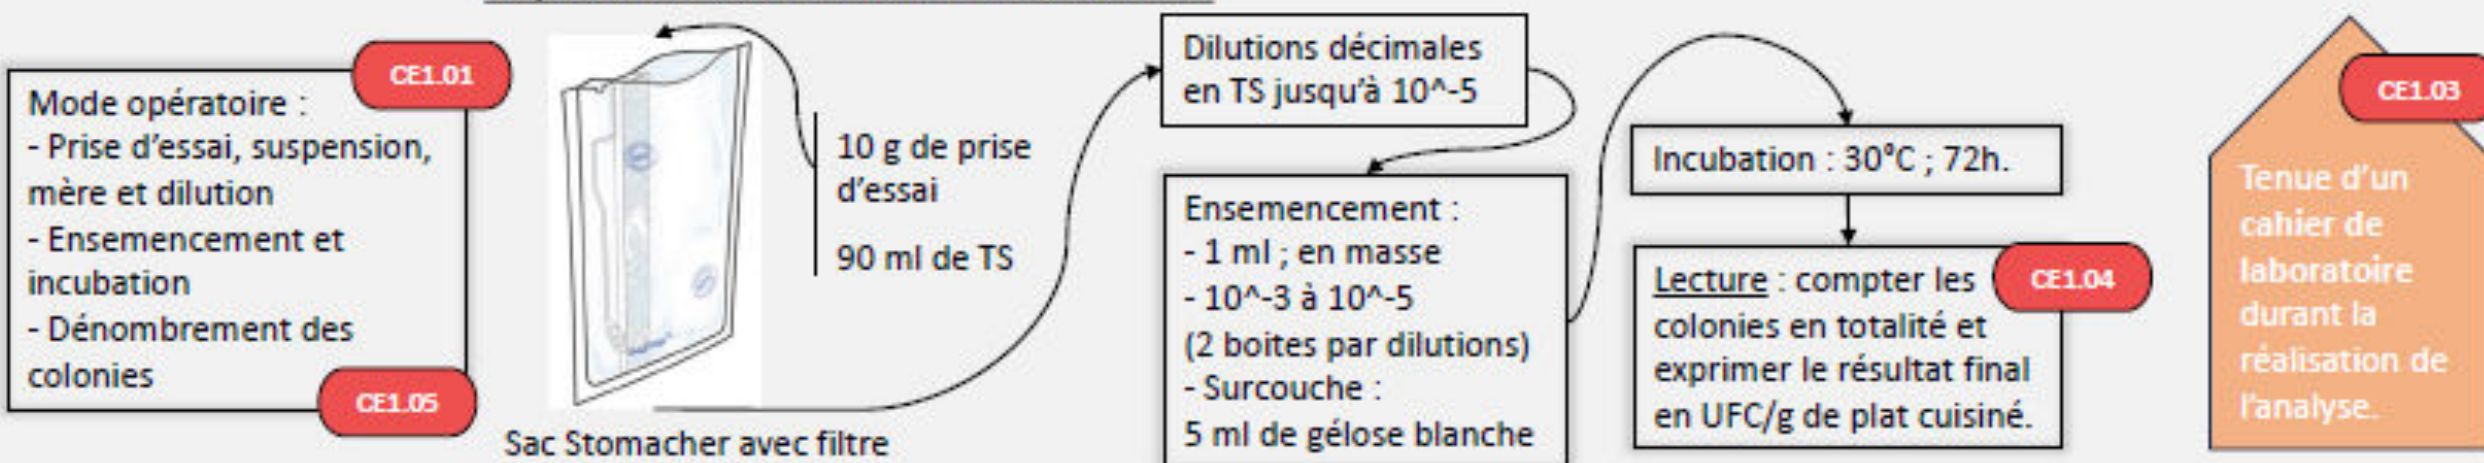 CE1.01
Mode opératoire :
- Prise d'essai, suspension,
mère et dilution
- Ensemencement et
incubation
- Dénombrement des
colonies
CE1.05
10 g de prise
d'essai
90 ml de TS
Sac Stomacher avec filtre
Dilutions décimales
en TS jusqu'à 10^-5
Ensemencement :
- 1 ml ; en masse
- 10^-3 à 10^-5
(2 boites par dilutions)
- Surcouche :
5 ml de gélose blanche
Incubation : 30°C ; 72h.
Lecture : compter les
colonies en totalité et
exprimer le résultat final
en UFC/g de plat cuisiné.
CE1.04
CE1.03
Tenue d'un
cahier de
laboratoire
durant la
réalisation de
l'analyse.